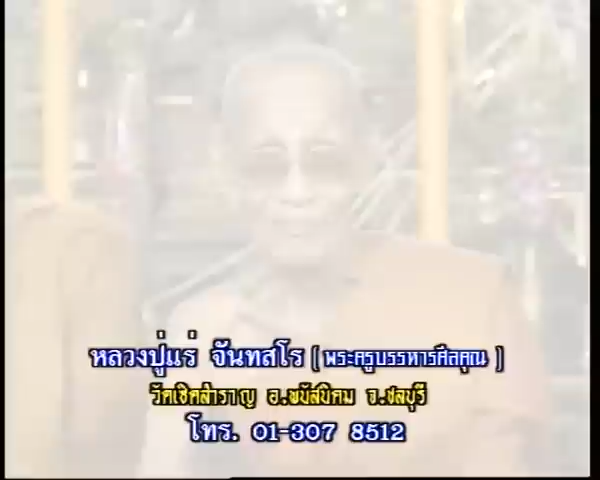 หลวงปู่แร่ จันทสโร [ พระครูบรรหารศีลคุณ ]
วัดเชิดสำราญ อ.พนัสนิคม จ.ชลบุรี
โทร. 01-307 8512